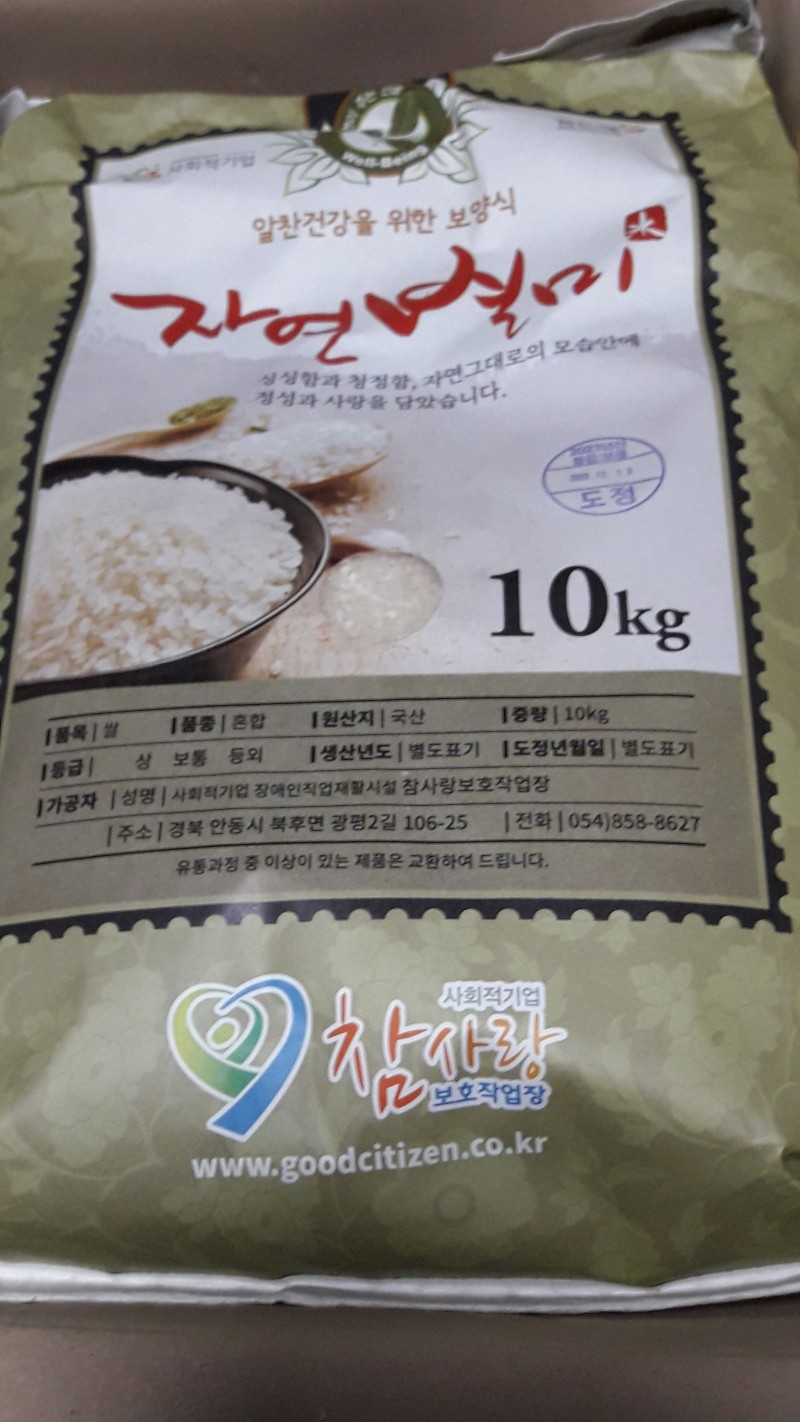 Well-Being
사회적기업
알찬건강을 위한 보양식
자연별미
싱싱함과 청정함, 자연그대로의 모습안에
정성과 사랑을 담았습니다.
도정
10kg
품목 | 쌀 품종 | 혼합 원산지 | 국산 중량 | 10kg
등급 | 상 보통 등외 생산년도 | 별도표기 도정년월일 | 별도표기
가공자 | 성명 | 사회적기업 장애인직업재활시설 참사랑보호작업장
| 주소 | 경북 안동시 북후면 광평2길 106-25 | 전화 | 054)858-8627
유통과정 중 이상이 있는 제품은 교환하여 드립니다.
사회적기업
참사랑
보호작업장
www.goodcitizen.co.kr